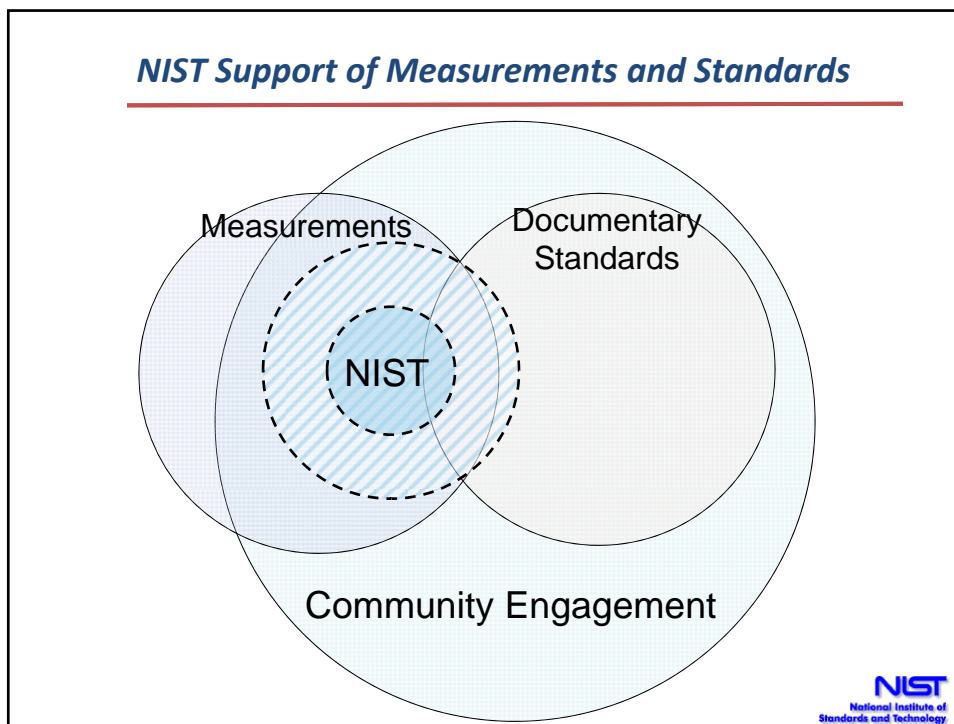 NIST Support of Measurements and Standards
Measurements
Documentary
Standards
NIST
Community Engagement
NIST
National Institute of
Standards and Technology